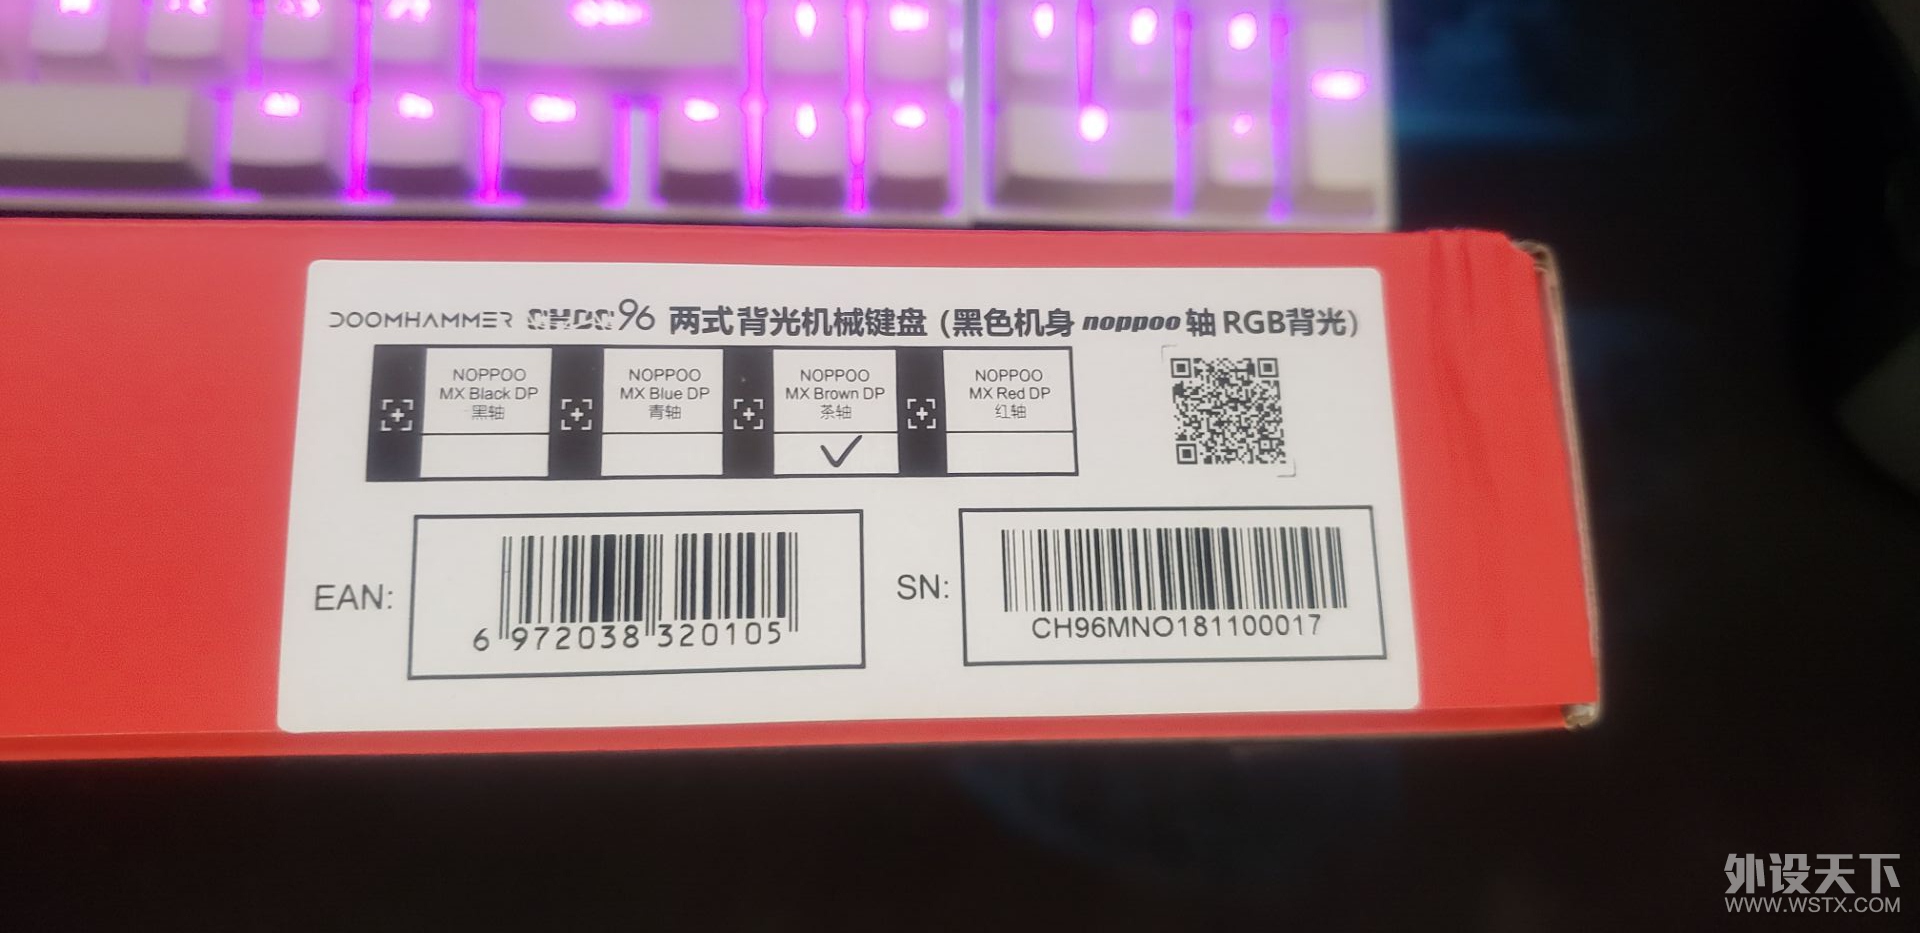 DOOMHAMMER CHOC96 两式背光机械键盘 (黑色机身 noppoo 轴 RGB背光)
NOPPOO MX Black DP 黑轴
NOPPOO MX Blue DP 青轴
NOPPOO MX Brown DP 茶轴
NOPPOO MX Red DP 红轴
EAN:
6 972038 320105
SN:
CH96MNO181100017
外设天下
WWW.WSTX.COM